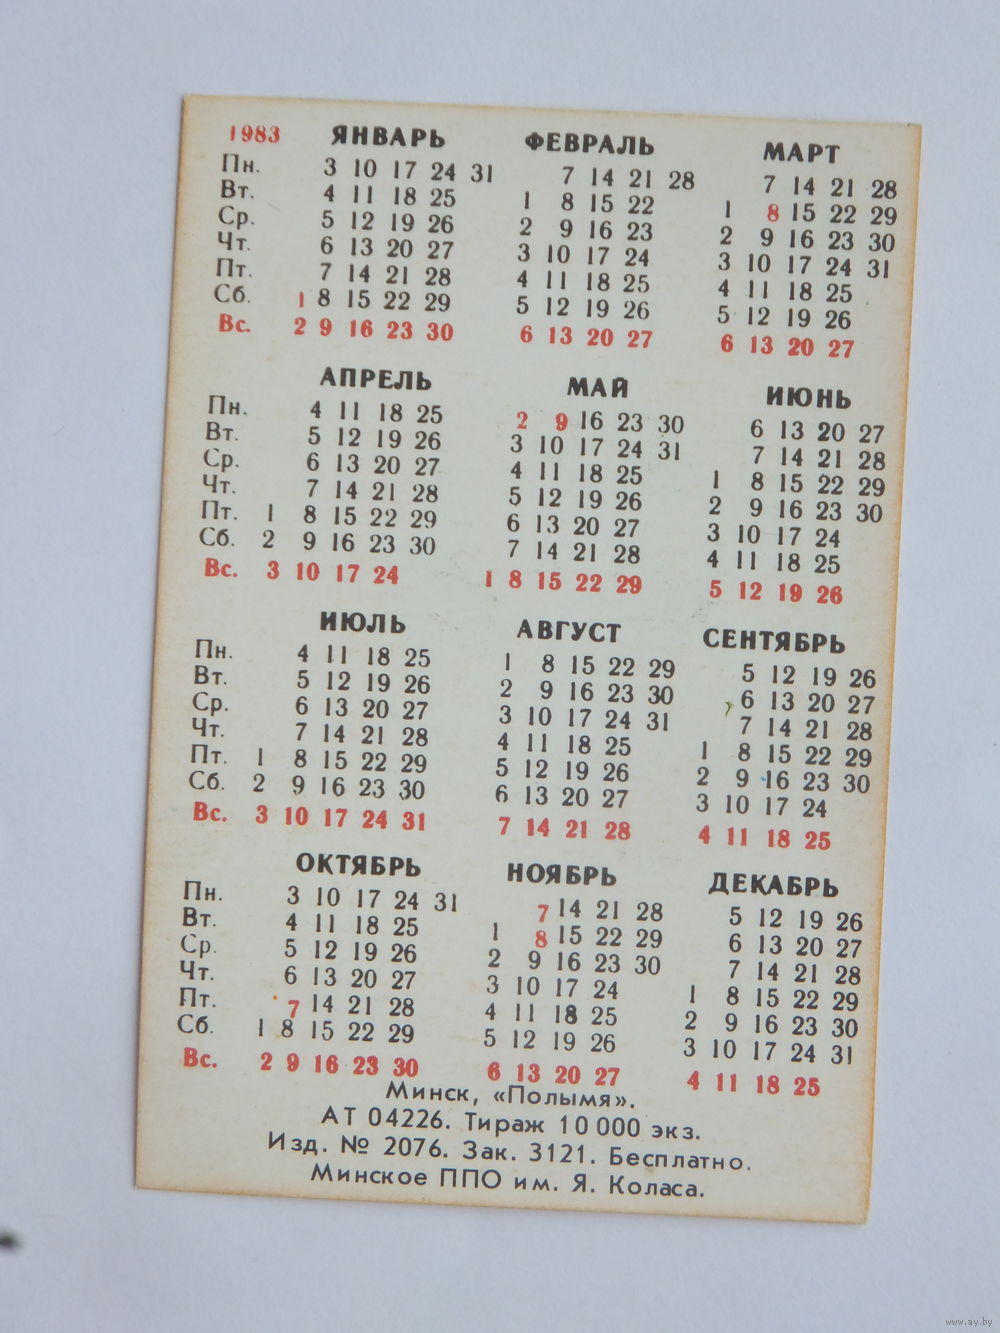 1983 ЯНВАРЬ ФЕВРАЛЬ МАРТ
Пн. 3 10 17 24 31 7 14 21 28 7 14 21 28
Вт. 4 11 18 25 1 8 15 22 1 8 15 22 29
Ср. 5 12 19 26 2 9 16 23 2 9 16 23 30
Чт. 6 13 20 27 3 10 17 24 3 10 17 24 31
Пт. 7 14 21 28 4 11 18 25 4 11 18 25
Сб. 1 8 15 22 29 5 12 19 26 5 12 19 26
Вс. 2 9 16 23 30 6 13 20 27 6 13 20 27
АПРЕЛЬ МАЙ ИЮНЬ
Пн. 4 11 18 25 2 9 16 23 30 6 13 20 27
Вт. 5 12 19 26 3 10 17 24 31 7 14 21 28
Ср. 6 13 20 27 4 11 18 25 1 8 15 22 29
Чт. 7 14 21 28 5 12 19 26 2 9 16 23 30
Пт. 1 8 15 22 29 6 13 20 27 3 10 17 24
Сб. 2 9 16 23 30 7 14 21 28 4 11 18 25
Вс. 3 10 17 24 1 8 15 22 29 5 12 19 26
ИЮЛЬ АВГУСТ СЕНТЯБРЬ
Пн. 4 11 18 25 1 8 15 22 29 5 12 19 26
Вт. 5 12 19 26 2 9 16 23 30 6 13 20 27
Ср. 6 13 20 27 3 10 17 24 31 7 14 21 28
Чт. 7 14 21 28 4 11 18 25 1 8 15 22 29
Пт. 1 8 15 22 29 5 12 19 26 2 9 16 23 30
Сб. 2 9 16 23 30 6 13 20 27 3 10 17 24
Вс. 3 10 17 24 31 7 14 21 28 4 11 18 25
ОКТЯБРЬ НОЯБРЬ ДЕКАБРЬ
Пн. 3 10 17 24 31 7 14 21 28 5 12 19 26
Вт. 4 11 18 25 1 8 15 22 29 6 13 20 27
Ср. 5 12 19 26 2 9 16 23 30 7 14 21 28
Чт. 6 13 20 27 3 10 17 24 1 8 15 22 29
Пт. 7 14 21 28 4 11 18 25 2 9 16 23 30
Сб. 1 8 15 22 29 5 12 19 26 3 10 17 24 31
Вс. 2 9 16 23 30 6 13 20 27 4 11 18 25
Минск, «Полымя».
АТ 04226. Тираж 10 000 экз.
Изд. № 2076. Зак. 3121. Бесплатно.
Минское ППО им. Я. Коласа.
www.ay.by